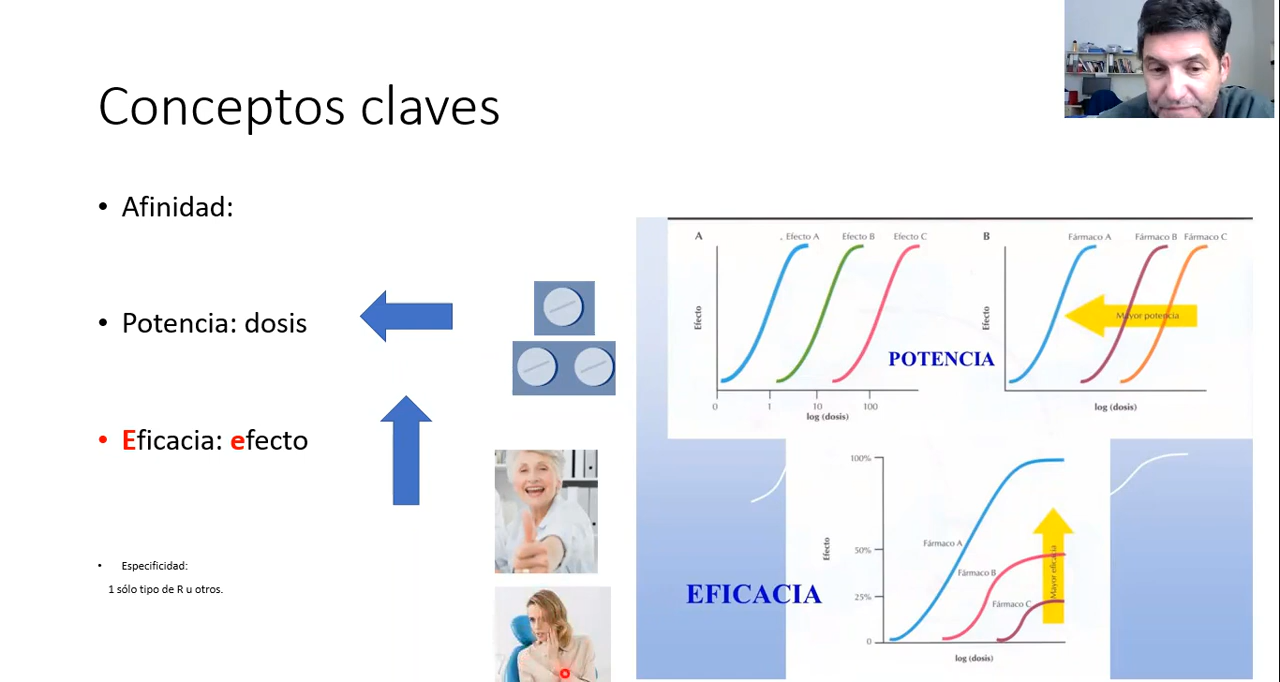 Conceptos claves
• Afinidad:
• Potencia: dosis
• Eficacia: efecto
• Especificidad:
1 sólo tipo de R u otros.
A
. Efecto A
Efecto B
Efecto C
Efecto
0
1
10
100
log (dosis)
POTENCIA
B
Fármaco A
Fármaco B
Fármaco C
Efecto
Mayor potencia
log (dosis)
EFICACIA
100%
50%
25%
0
Efecto
Fármaco A
Fármaco B
Fármaco C
Mayor eficacia
log (dosis)